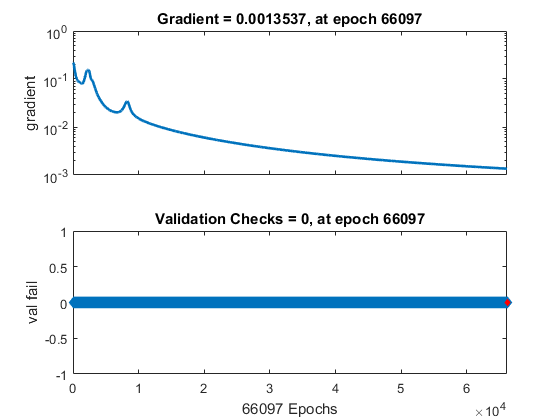 Gradient = 0.0013537, at epoch 66097
10^0
10^-1
10^-2
10^-3
gradient
Validation Checks = 0, at epoch 66097
1
0.5
0
-0.5
-1
val fail
0 1 2 3 4 5 6
66097 Epochs
×10^4